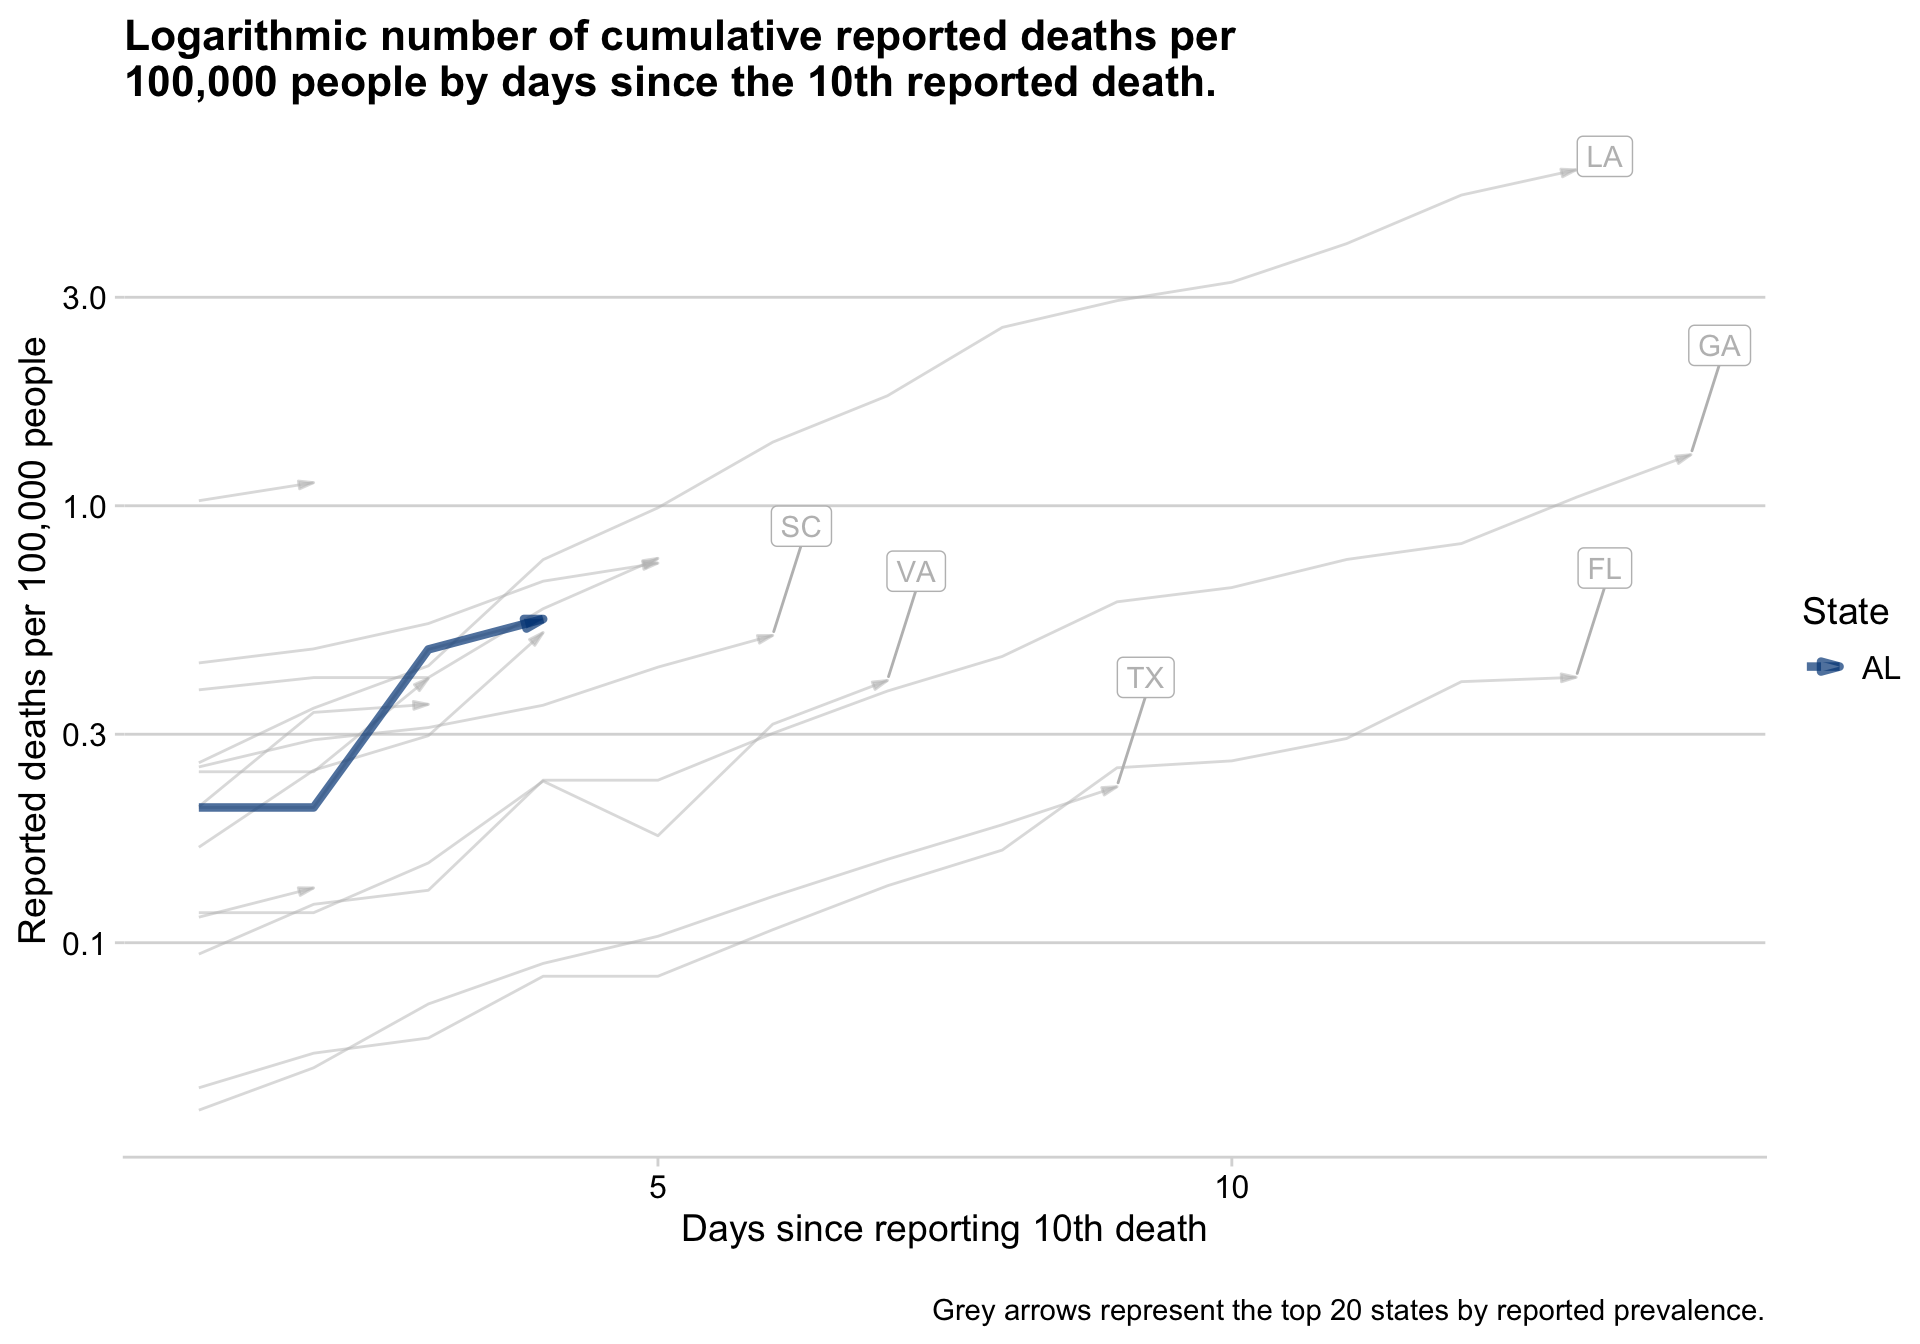 Logarithmic number of cumulative reported deaths per
100,000 people by days since the 10th reported death.
LA
3.0
GA
1.0
SC
VA
FL
TX
0.3
0.1
Reported deaths per 100,000 people
State
AL
5
10
Days since reporting 10th death
Grey arrows represent the top 20 states by reported prevalence.